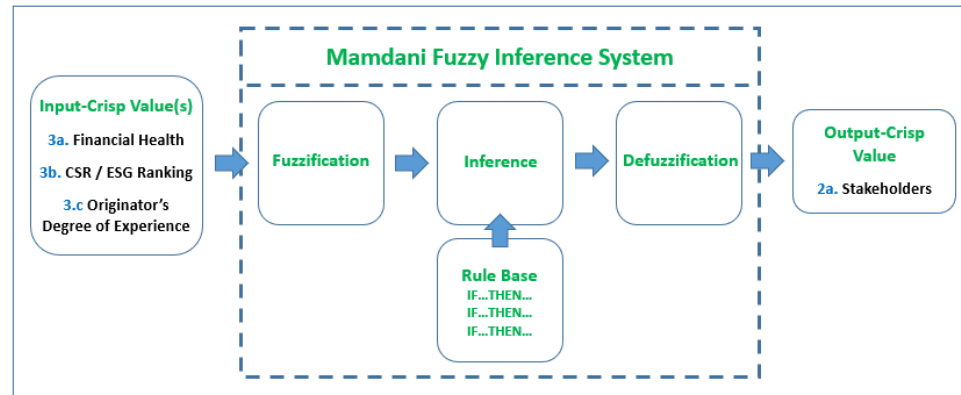 Mamdani Fuzzy Inference System
Input-Crisp Value(s)
3a. Financial Health
3b. CSR / ESG Ranking
3.c Originator’s
Degree of Experience
Fuzzification
Inference
Defuzzification
Rule Base
IF...THEN...
IF...THEN...
IF...THEN...
Output-Crisp
Value
2a. Stakeholders